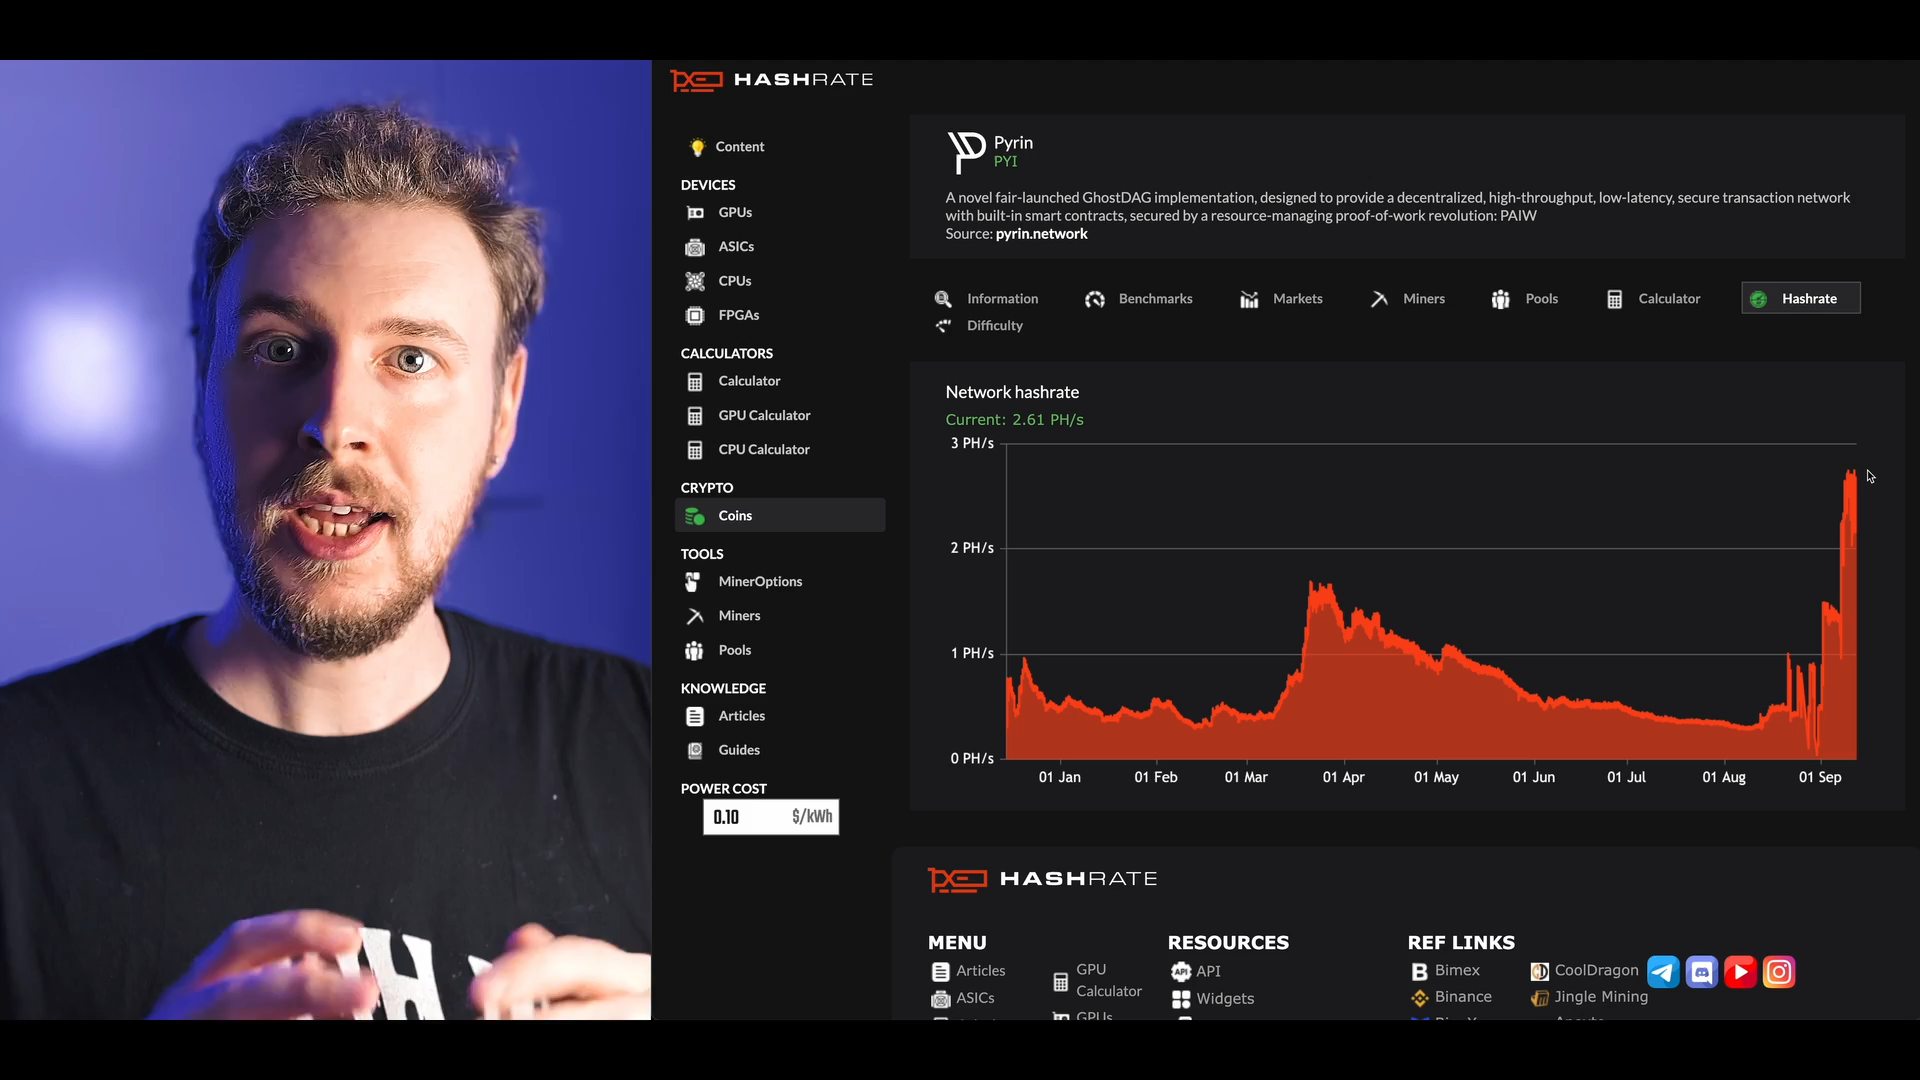 HASHRATE
Content
DEVICES
GPUs
ASICs
CPUs
FPGAs
CALCULATORS
Calculator
GPU Calculator
CPU Calculator
CRYPTO
Coins
TOOLS
MinerOptions
Miners
Pools
KNOWLEDGE
Articles
Guides
POWER COST
0.10 $/kWh
Pyrin
PYI
A novel fair-launched GhostDAG implementation, designed to provide a decentralized, high-throughput, low-latency, secure transaction network
with built-in smart contracts, secured by a resource-managing proof-of-work revolution: PAIW
Source: pyrin.network
Information Benchmarks Markets Miners Pools Calculator Hashrate
Difficulty
Network hashrate
Current: 2.61 PH/s
3 PH/s
2 PH/s
1 PH/s
0 PH/s
01 Jan 01 Feb 01 Mar 01 Apr 01 May 01 Jun 01 Jul 01 Aug 01 Sep
HASHRATE
MENU
Articles
ASICs
GPU
Calculator
GPUs
RESOURCES
API
Widgets
REF LINKS
Bimex
Binance
CoolDragon
Jingle Mining